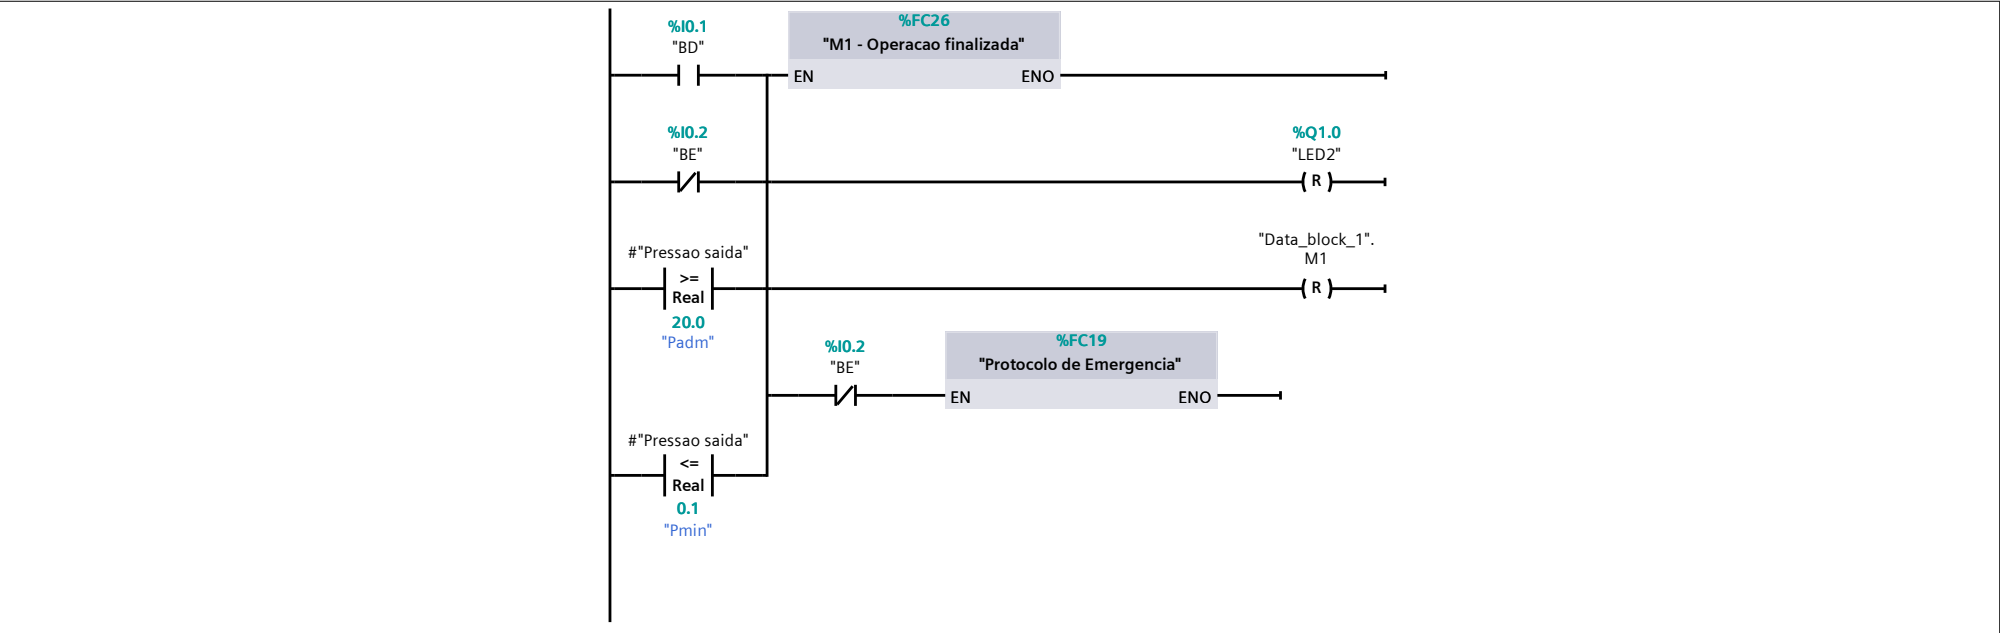 %I0.1
"BD"
%FC26
"M1 - Operacao finalizada"
EN
ENO
%I0.2
"BE"
%Q1.0
"LED2"
( R )
#"Pressao saida"
>=
Real
20.0
"Padm"
"Data_block_1".
M1
( R )
%I0.2
"BE"
%FC19
"Protocolo de Emergencia"
EN
ENO
#"Pressao saida"
<=
Real
0.1
"Pmin"